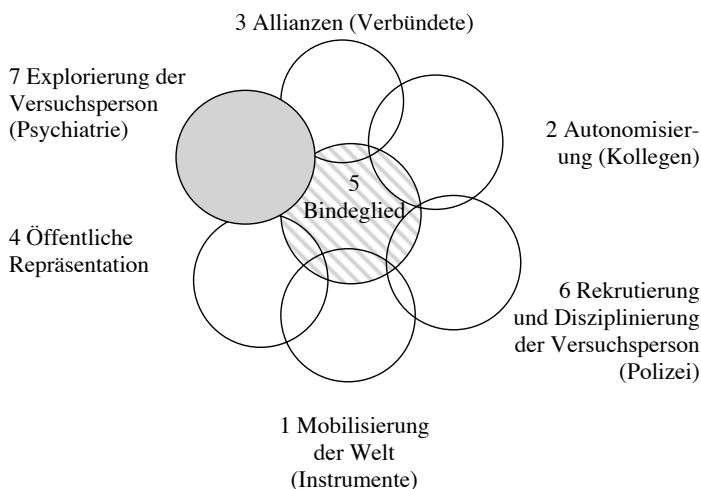 3 Allianzen (Verbündete)
7 Explorierung der
Versuchsperson
(Psychiatrie)
2 Autonomisier-
ung (Kollegen)
5
Bindeglied
4 Öffentliche
Repräsentation
6 Rekrutierung
und Disziplinierung
der Versuchsperson
(Polizei)
1 Mobilisierung
der Welt
(Instrumente)